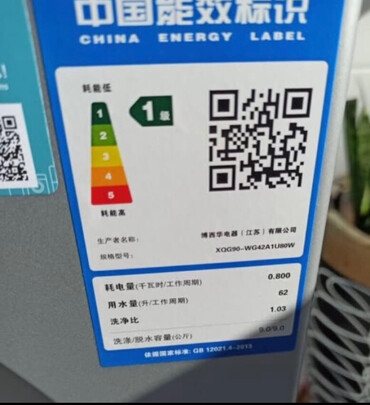 中国能效标识
CHINA ENERGY LABEL
耗能低
1
2
3
4
5
1级
耗能高
生产者名称: 博西华电器(江苏)有限公司
规格型号: XQG90-WG42A1U80W
耗电量(千瓦时/工作周期) 0.800
用水量(升/工作周期) 62
洗净比 1.03
洗涤/脱水容量(公斤) 9.0/9.0
依据国家标准: GB 12021.4-2013